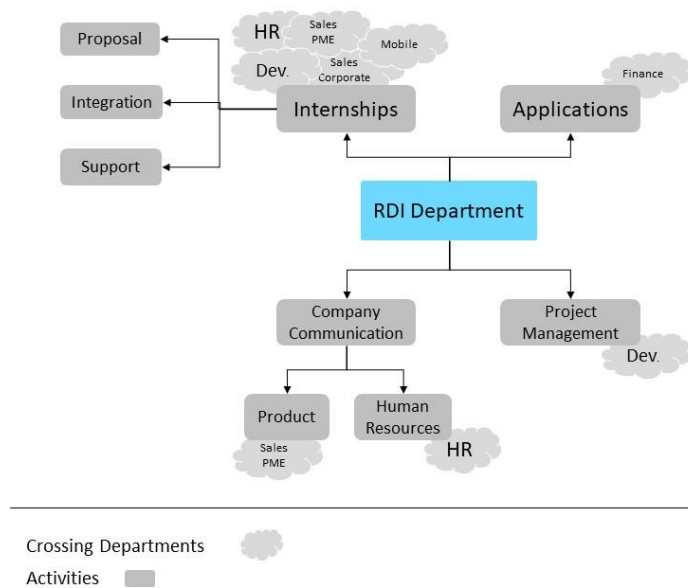 Proposal
Integration
Support
HR
Sales
PME
Mobile
Dev.
Sales
Corporate
Internships
Finance
Applications
RDI Department
Company
Communication
Project
Management
Dev.
Product
Sales
PME
Human
Resources
HR
Crossing Departments
Activities